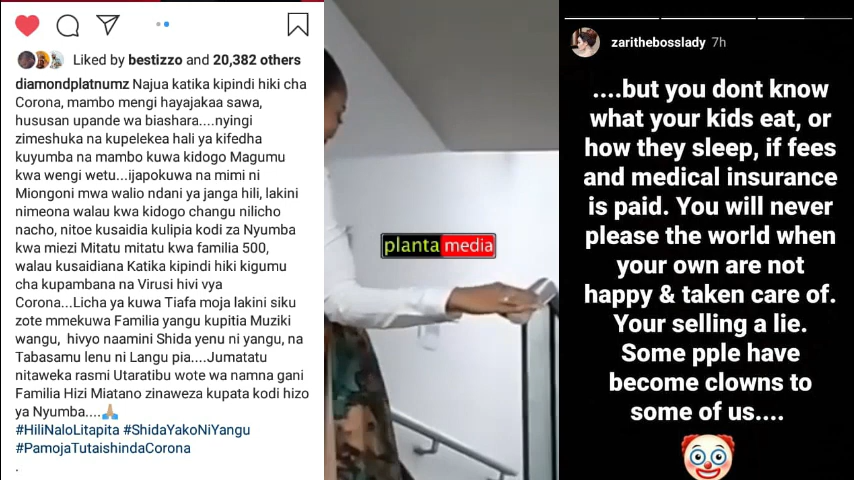 Liked by bestizzo and 20,382 others
diamondplatnumz Najua katika kipindi hiki cha
Corona, mambo mengi hayajakaa sawa,
hususan upande wa biashara....nyingi
zimeshuka na kupelekea hali ya kifedha
kuyumba na mambo kuwa kidogo Magumu
kwa wengi wetu...ijapokuwa na mimi ni
Miongoni mwa walio ndani ya janga hili, lakini
nimeona walau kwa kidogo changu nilicho
nacho, nitoe kusaidia kulipia kodi za Nyumba
kwa miezi Mitatu mitatu kwa familia 500,
walau kusaidiana Katika kipindi hiki kigumu
cha kupambana na Virusi hivi vya
Corona...Licha ya kuwa Tiafa moja lakini siku
zote mmekuwa Familia yangu kupitia Muziki
wangu, hivyo naamini Shida yenu ni yangu, na
Tabasamu lenu ni Langu pia....Jumatatu
nitaweka rasmi Utaratibu wote wa namna gani
Familia Hizi Miatano zinaweza kupata kodi hizo
ya Nyumba....🙏
#HiliNaloLitapita #ShidaYakoNiYangu
#PamojaTutaishindaCorona
.
planta media
zarithebosslady 7h
....but you dont know
what your kids eat, or
how they sleep, if fees
and medical insurance
is paid. You will never
please the world when
your own are not
happy & taken care of.
Your selling a lie.
Some pple have
become clowns to
some of us....